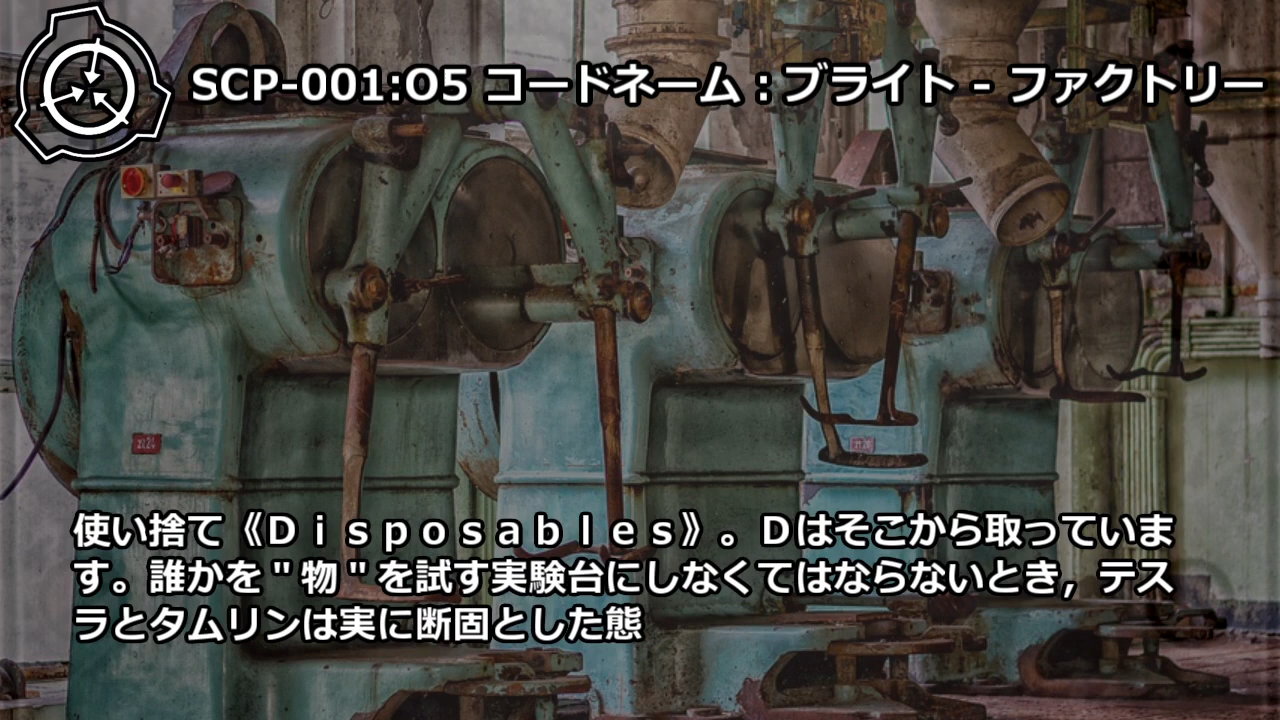 SCP-001:O5 コードネーム：ブライト - ファクトリー
使い捨て《Ｄｉｓｐｏｓａｂｌｅｓ》。Ｄはそこから取っていま
す。誰かを＂物＂を試す実験台にしなくてはならないとき，テス
ラとタムリンは実に断固とした態